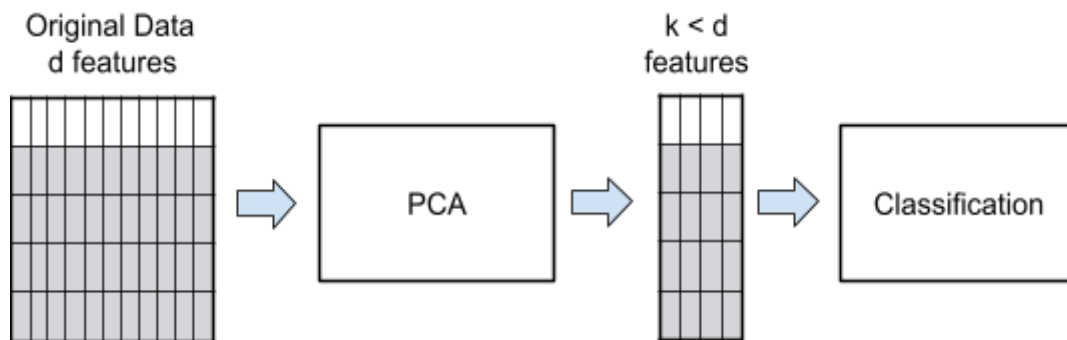 Original Data
d features
k < d
features
PCA
Classification